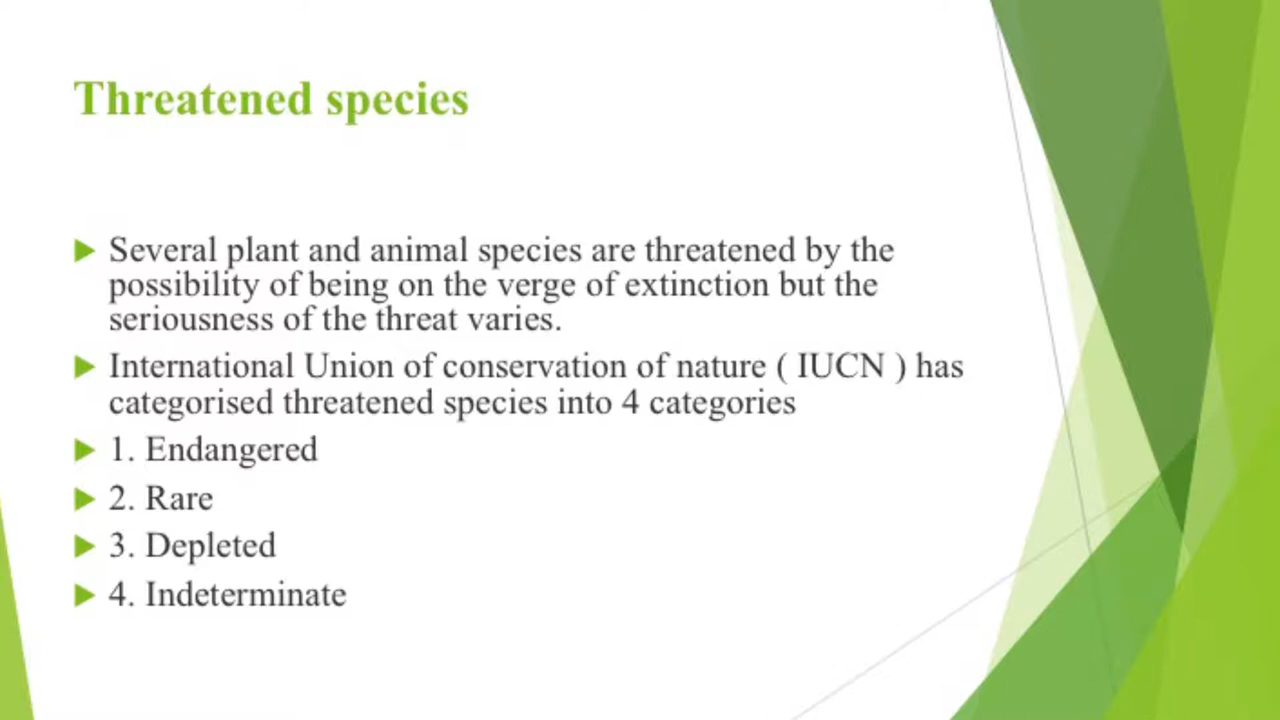 Threatened species
Several plant and animal species are threatened by the
possibility of being on the verge of extinction but the
seriousness of the threat varies.
International Union of conservation of nature ( IUCN ) has
categorised threatened species into 4 categories
1. Endangered
2. Rare
3. Depleted
4. Indeterminate